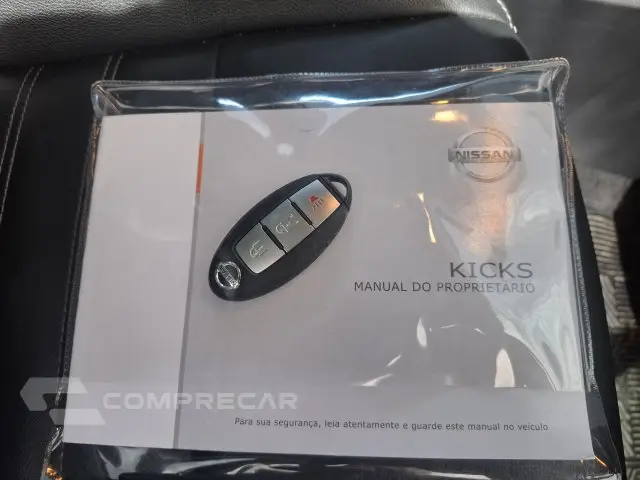 NISSAN
KICKS
MANUAL DO PROPRIETÁRIO
COMPRECAR
Para sua segurança, leia atentamente e guarde este manual no veículo